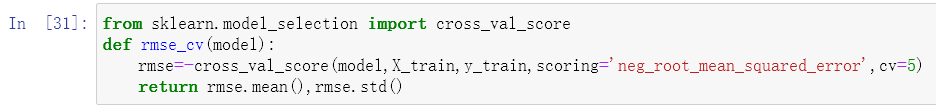 In [31]: from sklearn.model_selection import cross_val_score
def rmse_cv(model):
    rmse=-cross_val_score(model,X_train,y_train,scoring='neg_root_mean_squared_error',cv=5)
    return rmse.mean(),rmse.std()